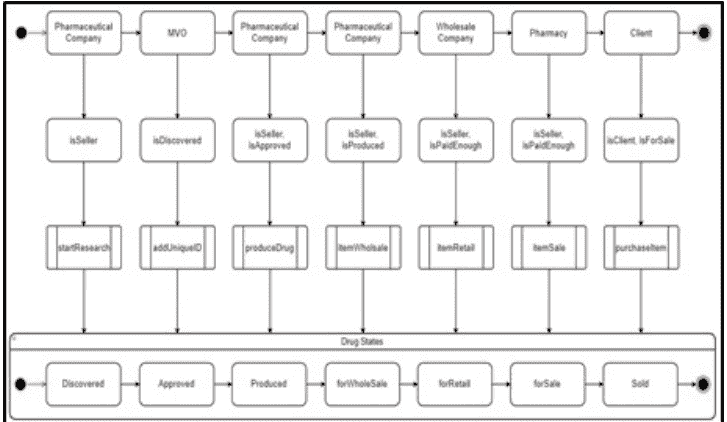 Pharmaceutical
Company
MVO
Pharmaceutical
Company
Pharmaceutical
Company
Wholesale
Company
Pharmacy
Client
isSeller
isDiscovered
isSeller,
isApproved
isSeller,
isProduced
isSeller,
isPaidEnough
isSeller,
isPaidEnough
isClient, isForSale
startResearch
addUniqueID
produceDrug
ItemWholsale
ItemRetail
ItemSale
purchaseItem
Drug States
Discovered
Approved
Produced
forWholeSale
forRetail
forSale
Sold